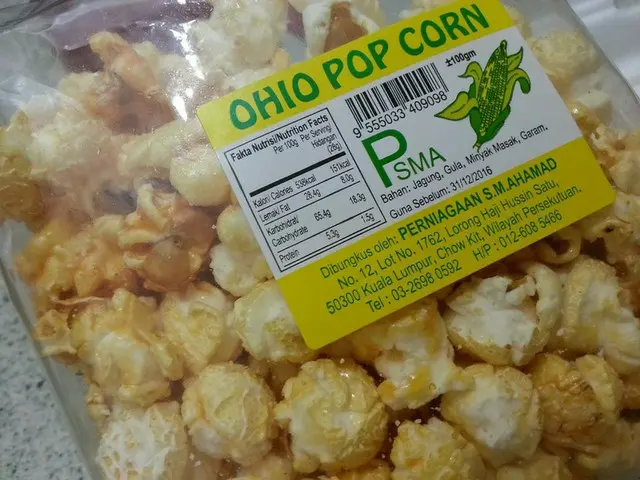 OHIO POP CORN
±100gm
Fakta Nutrisi/Nutrition Facts
Per 100g Per Serving/
Hidangan
(28g)
Kalori/ Calories 538kcal 151kcal
Lemak/ Fat 28.4g 8.0g
Karbohidrat/
Carbohydrate 65.4g 18.3g
Protein 5.3g 1.5g
9 555033 409098
PSMA
Bahan: Jagung, Gula, Minyak Masak, Garam.
Guna Sebelum: 31/12/2016
Dibungkus oleh: PERNIAGAAN S.M.AHAMAD
No. 12, Lot No. 1762, Lorong Haji Hussin Satu,
50300 Kuala Lumpur, Chow Kit, Wilayah Persekutuan.
Tel : 03-2698 0592 H/P : 012-608 5466